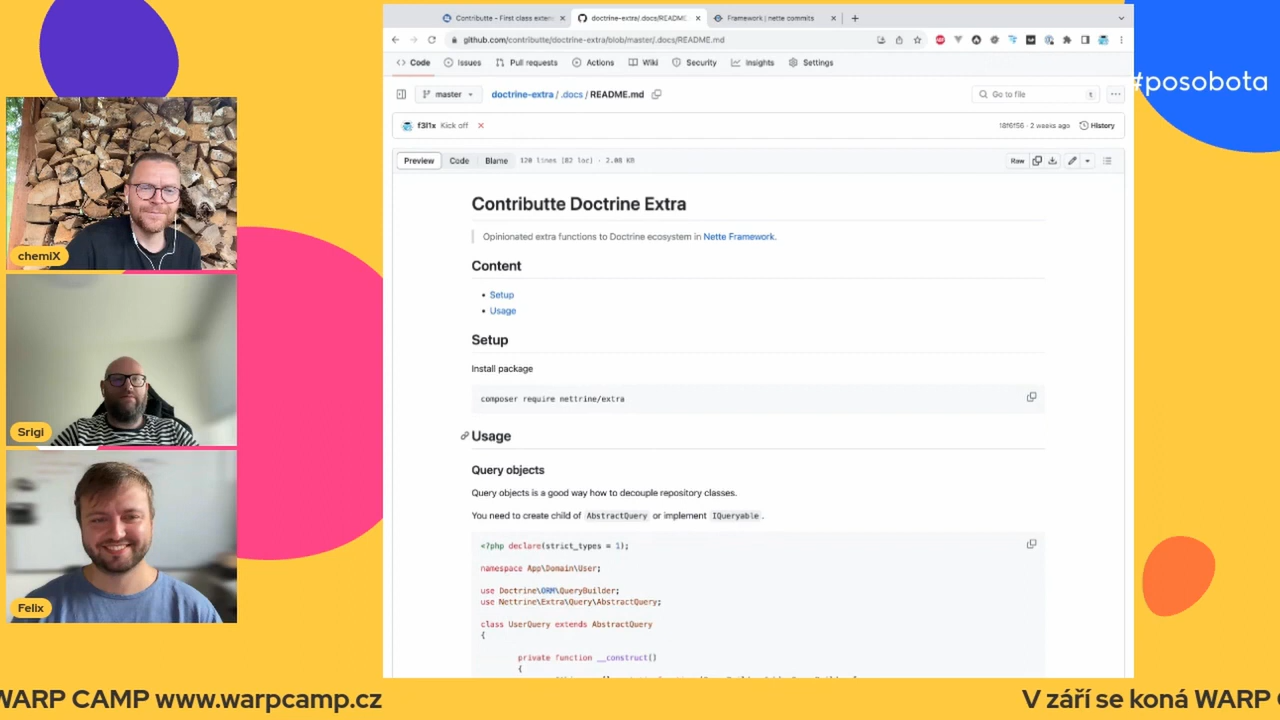 Contributte - First class exten
doctrine-extra/.docs/README
Framework | nette commits
github.com/contributte/doctrine-extra/blob/master/.docs/README.md
Code
Issues
Pull requests
Actions
Wiki
Security
Insights
Settings
#posobota
master
doctrine-extra / .docs / README.md
Go to file
t
f3l1x Kick off
18f6f56 · 2 weeks ago
History
Preview
Code
Blame
120 lines (82 loc) · 2.08 KB
Raw
Contributte Doctrine Extra
Opinionated extra functions to Doctrine ecosystem in Nette Framework.
Content
Setup
Usage
Setup
Install package
composer require nettrine/extra
Usage
Query objects
Query objects is a good way how to decouple repository classes.
You need to create child of AbstractQuery or implement IQueryable.
<?php declare(strict_types = 1);
namespace App\Domain\User;
use Doctrine\ORM\QueryBuilder;
use Nettrine\Extra\Query\AbstractQuery;
class UserQuery extends AbstractQuery
{
private function __construct()
{
chemiX
Srigi
Felix
WARP CAMP www.warpcamp.cz
V září se koná WARP